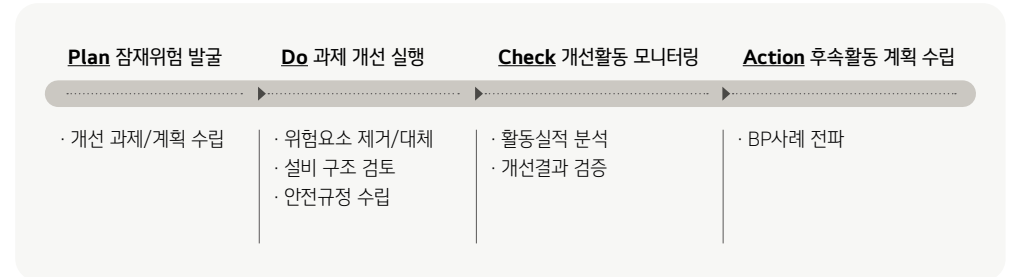 Plan 잠재위험 발굴
Do 과제 개선 실행
Check 개선활동 모니터링
Action 후속활동 계획 수립
· 개선 과제/계획 수립
· 위험요소 제거/대체
· 설비 구조 검토
· 안전규정 수립
· 활동실적 분석
· 개선결과 검증
· BP사례 전파